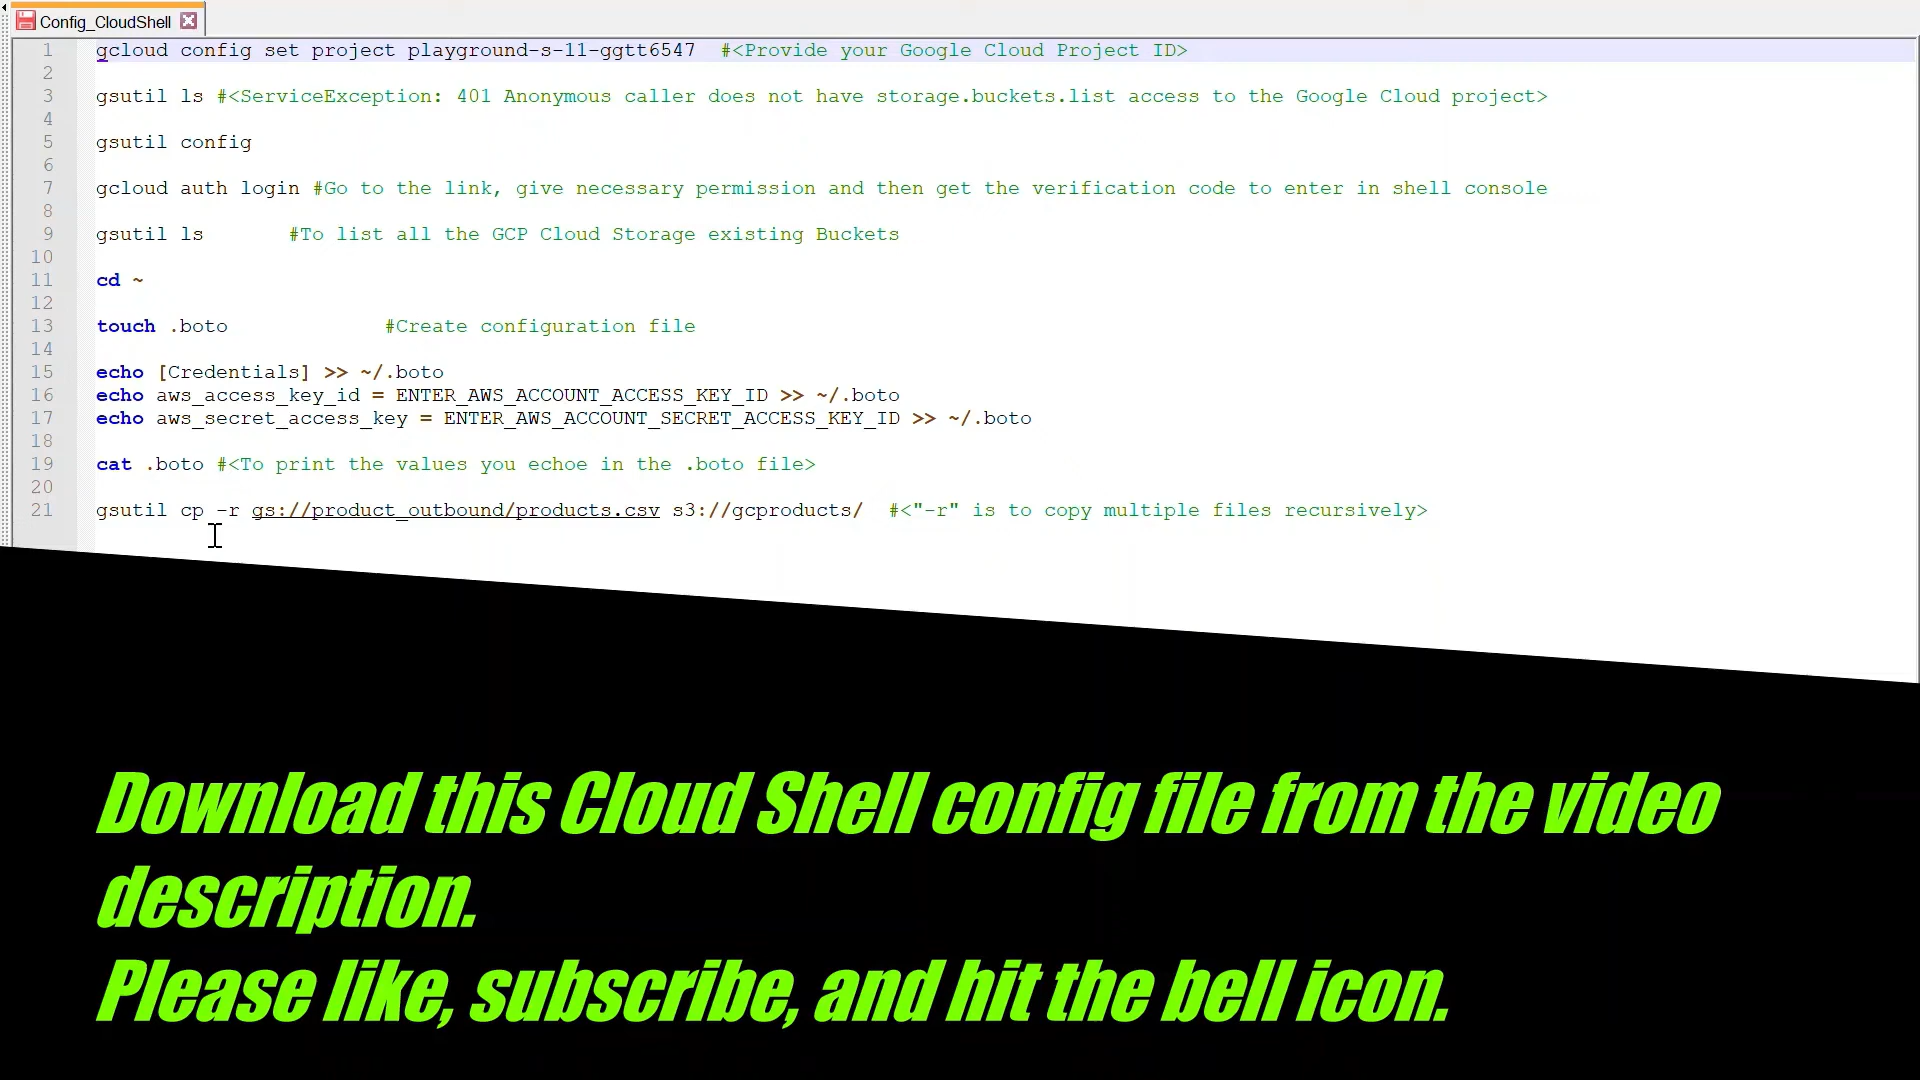 Config_CloudShell
1 gcloud config set project playground-s-11-ggtt6547 #<Provide your Google Cloud Project ID>
2
3 gsutil ls #<ServiceException: 401 Anonymous caller does not have storage.buckets.list access to the Google Cloud project>
4
5 gsutil config
6
7 gcloud auth login #Go to the link, give necessary permission and then get the verification code to enter in shell console
8
9 gsutil ls #To list all the GCP Cloud Storage existing Buckets
10
11 cd ~
12
13 touch .boto #Create configuration file
14
15 echo [Credentials] >> ~/.boto
16 echo aws_access_key_id = ENTER_AWS_ACCOUNT_ACCESS_KEY_ID >> ~/.boto
17 echo aws_secret_access_key = ENTER_AWS_ACCOUNT_SECRET_ACCESS_KEY_ID >> ~/.boto
18
19 cat .boto #<To print the values you echoe in the .boto file>
20
21 gsutil cp -r gs://product_outbound/products.csv s3://gcproducts/ #<"-r" is to copy multiple files recursively>
Download this Cloud Shell config file from the video
description.
Please like, subscribe, and hit the bell icon.